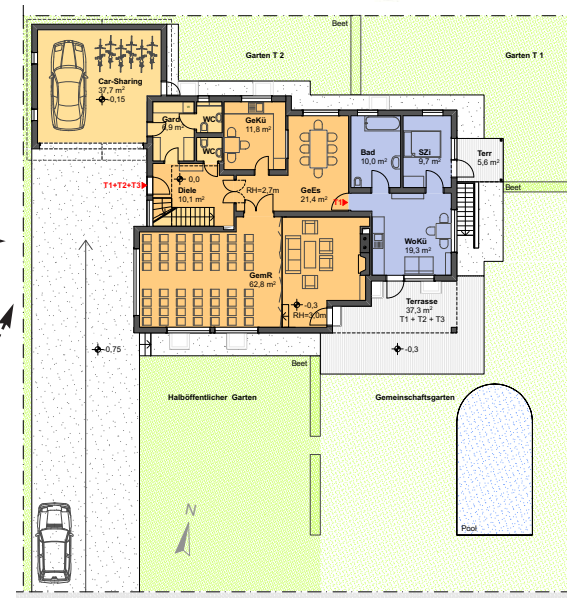 Beet
Garten T 2
Garten T 1
Car-Sharing
37,7 m²
-0,15
Gard
6,9 m²
WC
WC
GeKü
11,8 m²
Bad
10,0 m²
SZi
9,7 m²
Terr
5,6 m²
Beet
T1+T2+T3
0,0
Diele
10,1 m²
RH=2,7m
GeEs
21,4 m²
T1
WoKü
19,3 m²
GemR
62,8 m²
-0,3
RH=3,0m
Terrasse
37,3 m²
T1 + T2 + T3
-0,75
-0,3
Beet
Halböffentlicher Garten
Gemeinschaftsgarten
N
Pool